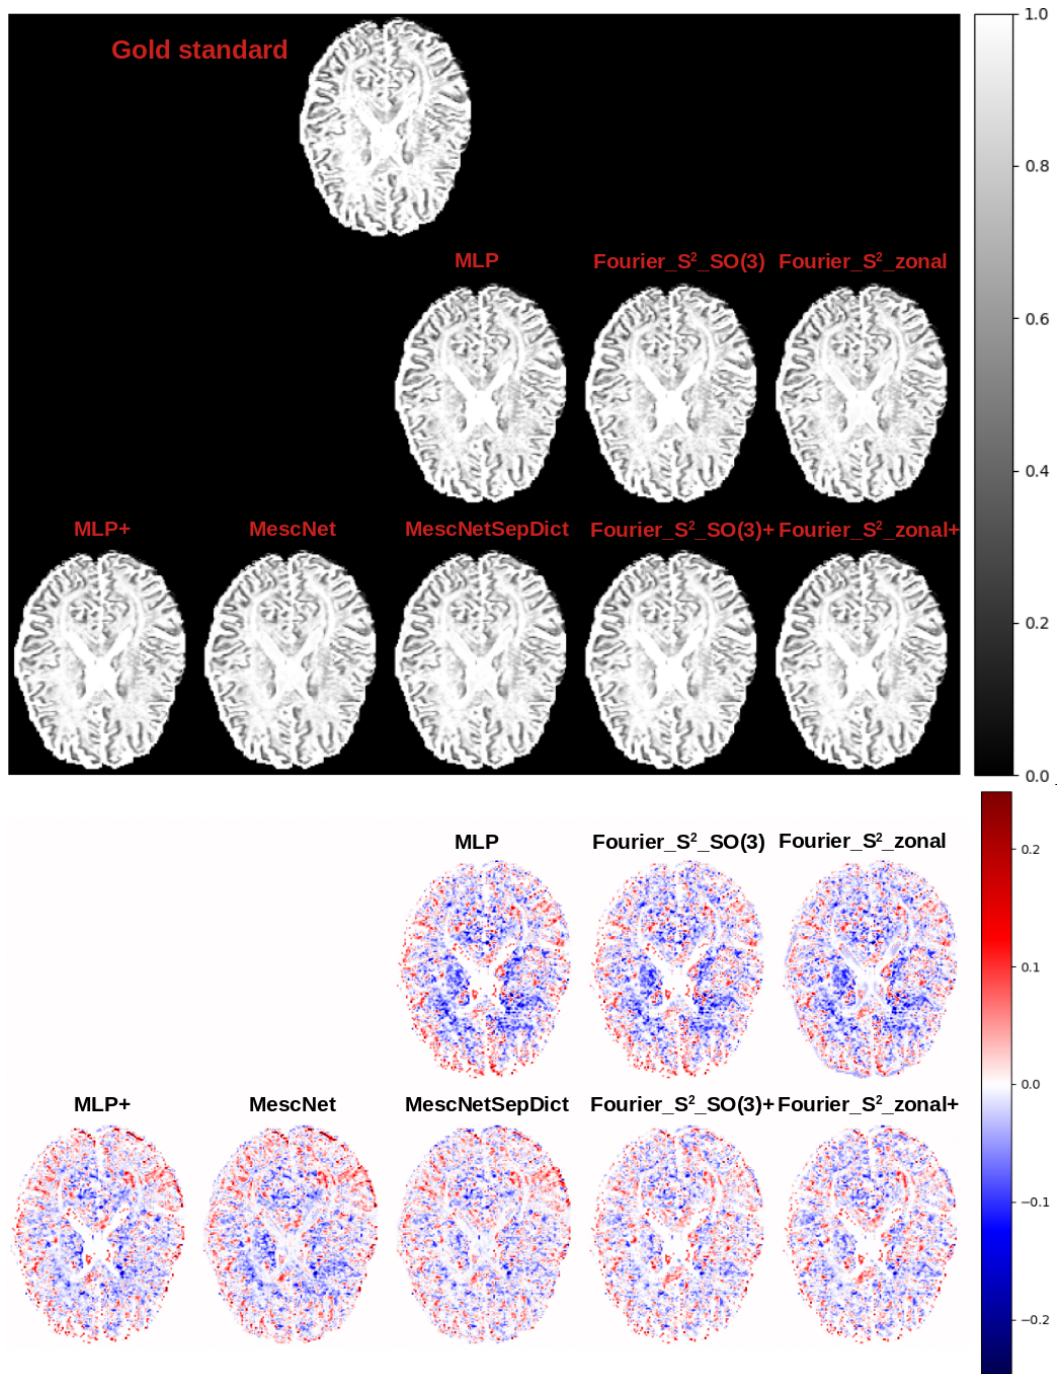 Gold standard
1.0
0.8
0.6
0.4
0.2
0.0
MLP Fourier_S²_SO(3) Fourier_S²_zonal
MLP+ MescNet MescNetSepDict Fourier_S²_SO(3)+ Fourier_S²_zonal+
MLP Fourier_S²_SO(3) Fourier_S²_zonal
MLP+ MescNet MescNetSepDict Fourier_S²_SO(3)+ Fourier_S²_zonal+
0.2
0.1
0.0
−0.1
−0.2